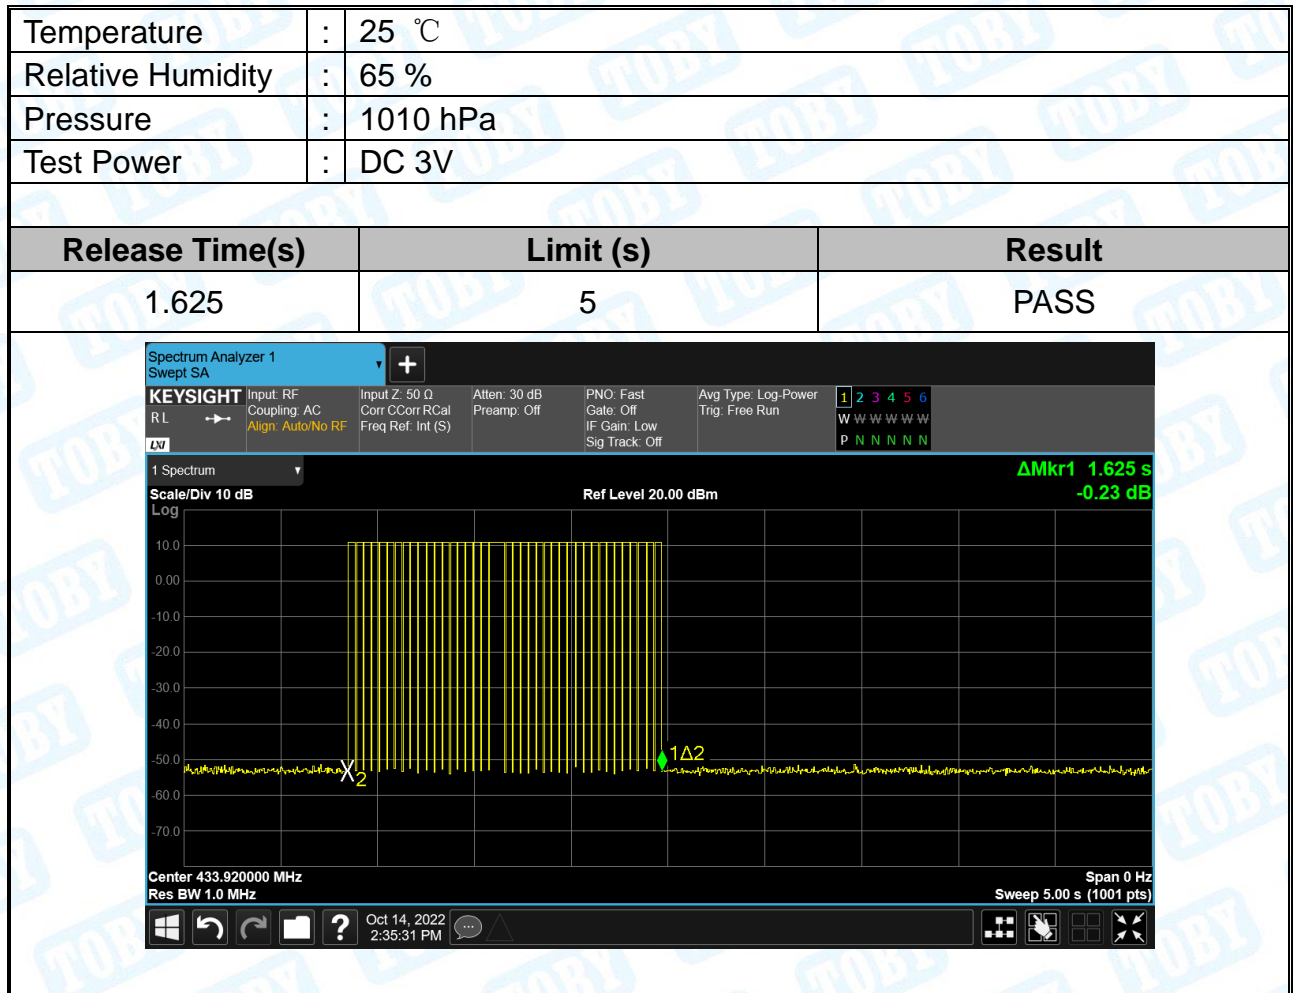 Temperature : 25 ℃
Relative Humidity : 65 %
Pressure : 1010 hPa
Test Power : DC 3V
Release Time(s) Limit (s) Result
1.625 5 PASS
Spectrum Analyzer 1
Swept SA
KEYSIGHT Input: RF Input Z: 50 Ω Atten: 30 dB PNO: Fast Avg Type: Log-Power 1 2 3 4 5 6
R L Coupling: AC Corr CCorr RCal Preamp: Off Gate: Off Trig: Free Run W W W W W W
Align: Auto/No RF Freq Ref: Int (S) IF Gain: Low
LXI Sig Track: Off P N N N N N
1 Spectrum ΔMkr1 1.625 s
Scale/Div 10 dB Ref Level 20.00 dBm -0.23 dB
Log
10.0
0.00
-10.0
-20.0
-30.0
-40.0
-50.0
1Δ2
2
-60.0
-70.0
Center 433.920000 MHz Span 0 Hz
Res BW 1.0 MHz Sweep 5.00 s (1001 pts)
? Oct 14, 2022
2:35:31 PM
TOBY